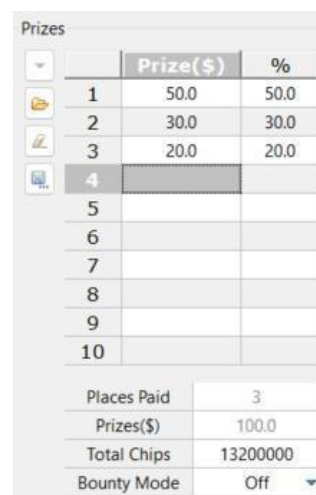 Prizes
Prize($) %
1 50.0 50.0
2 30.0 30.0
3 20.0 20.0
4
5
6
7
8
9
10
Places Paid 3
Prizes($) 100.0
Total Chips 13200000
Bounty Mode Off